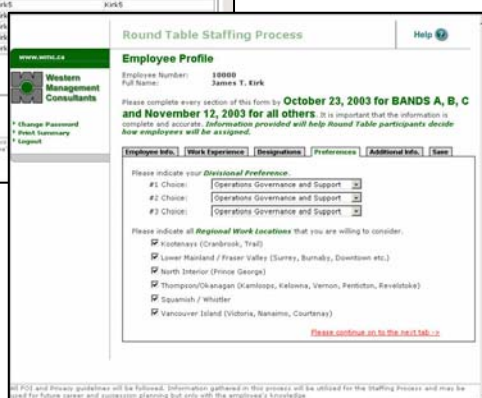 Kirk5 Kirk5
Round Table Staffing Process
Help
www.wmc.ca
Western
Management
Consultants
Change Password
Print Summary
Logout
Employee Profile
Employee Number: 10000
Full Name: James T. Kirk
Please complete every section of this form by October 23, 2003 for BANDS A, B, C
and November 12, 2003 for all others. It is important that the information is
complete and accurate. Information provided will help Round Table participants decide
how employees will be assigned.
Employee Info. Work Experience Designations Preferences Additional Info. Save
Please indicate your Divisional Preference.
#1 Choice: Operations Governance and Support
#2 Choice: Operations Governance and Support
#3 Choice: Operations Governance and Support
Please indicate all Regional Work Locations that you are willing to consider.
Kootenays (Cranbrook, Trail)
Lower Mainland / Fraser Valley (Surrey, Burnaby, Downtown etc.)
North Interior (Prince George)
Thompson/Okanagan (Kamloops, Kelowna, Vernon, Penticton, Revelstoke)
Squamish / Whistler
Vancouver Island (Victoria, Nanaimo, Courtenay)
Please continue on to the next tab ->
All FOI and Privacy guidelines will be followed. Information gathered in this process will be utilized for the Staffing Process and may be
used for future career and succession planning but only with the employee's knowledge